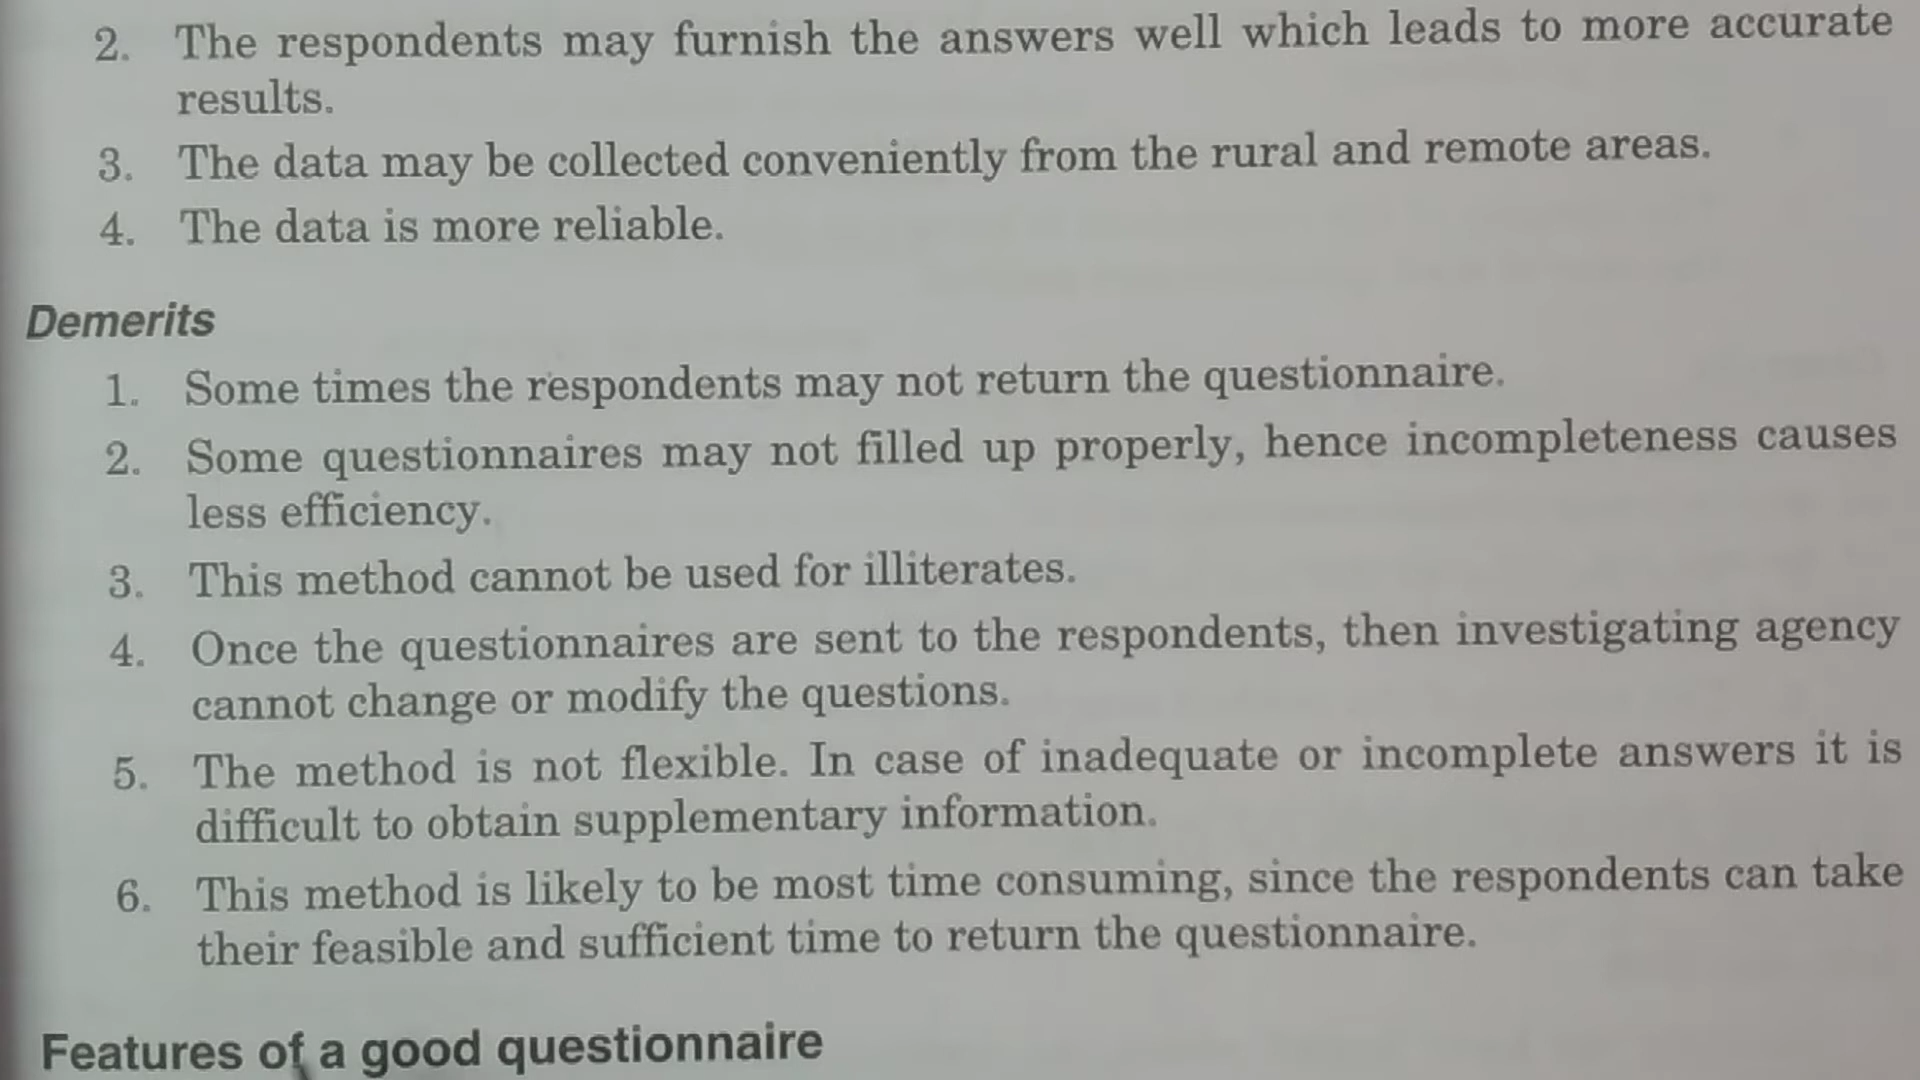 2. The respondents may furnish the answers well which leads to more accurate
results.
3. The data may be collected conveniently from the rural and remote areas.
4. The data is more reliable.
Demerits
1. Some times the respondents may not return the questionnaire.
2. Some questionnaires may not filled up properly, hence incompleteness causes
less efficiency.
3. This method cannot be used for illiterates.
4. Once the questionnaires are sent to the respondents, then investigating agency
cannot change or modify the questions.
5. The method is not flexible. In case of inadequate or incomplete answers it is
difficult to obtain supplementary information.
6. This method is likely to be most time consuming, since the respondents can take
their feasible and sufficient time to return the questionnaire.
Features of a good questionnaire